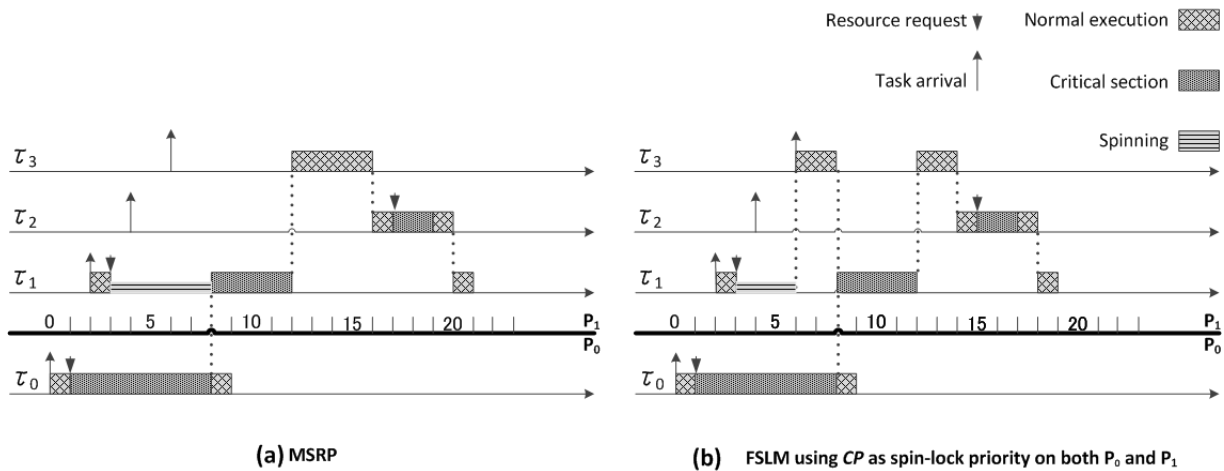 Resource request
Normal execution
Task arrival
Critical section
Spinning
τ3
τ2
τ1
0 5 10 15 20 P1
P0
τ0
(a) MSRP
τ3
τ2
τ1
0 5 10 15 20 P1
P0
τ0
(b) FSLM using CP as spin-lock priority on both P0 and P1